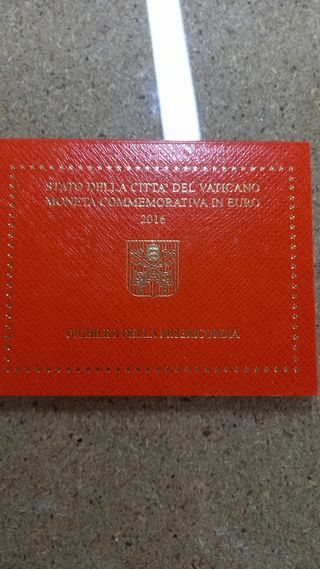 STATO DELLA CITTA' DEL VATICANO
MONETA COMMEMORATIVA IN EURO
2016
GIUBILEO DELLA MISERICORDIA